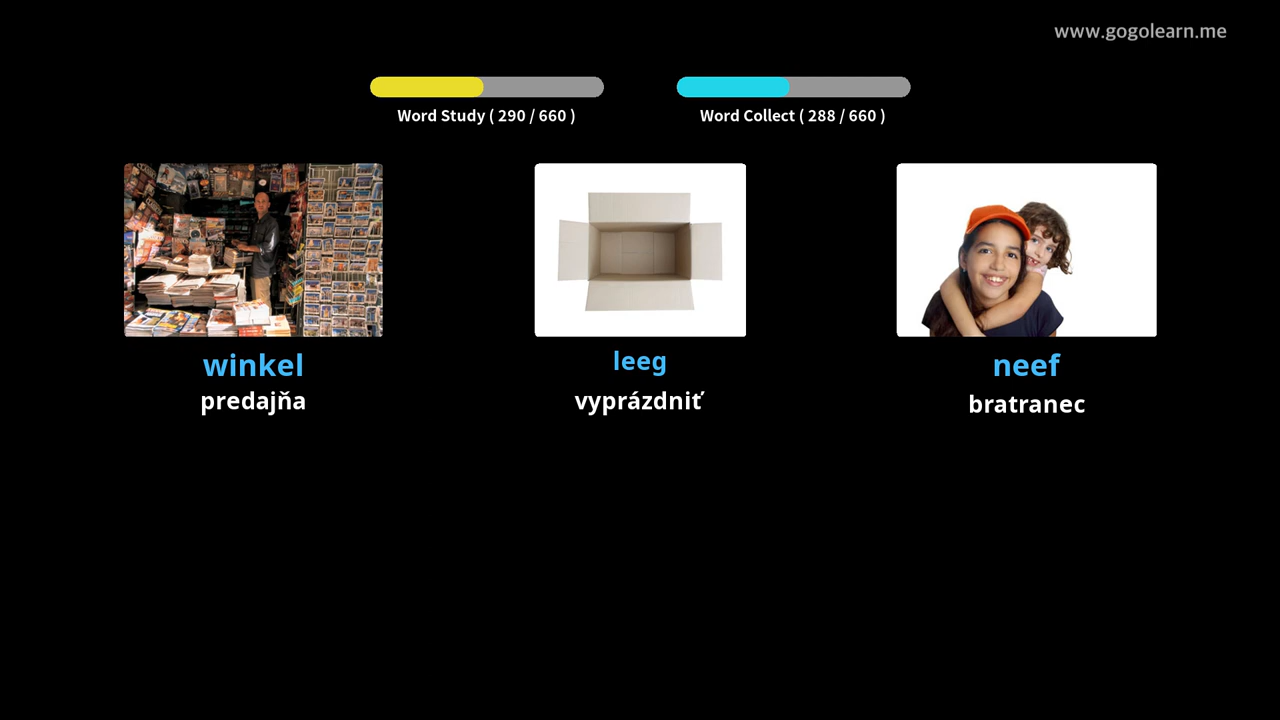 www.gogolearn.me
Word Study ( 290 / 660 )
Word Collect ( 288 / 660 )
winkel
predajňa
leeg
vyprázdniť
neef
bratranec